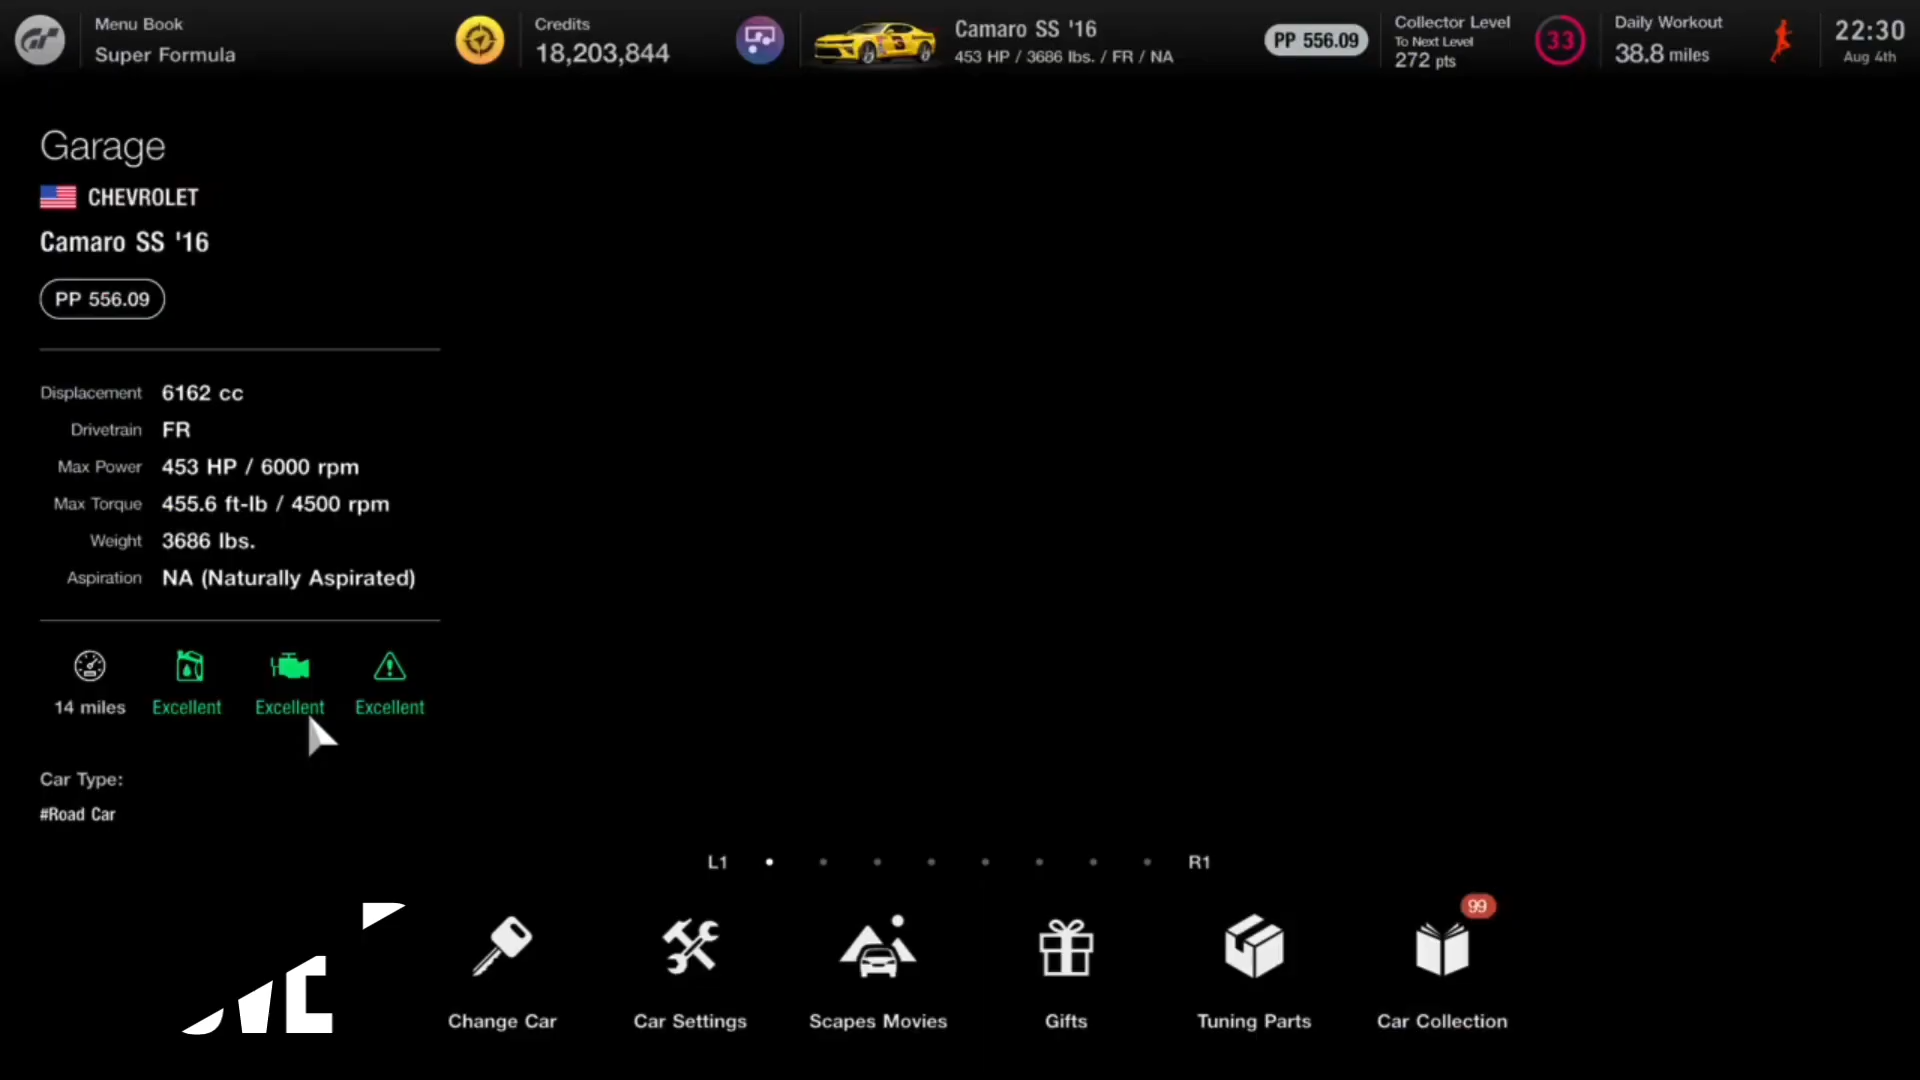 Menu Book
Super Formula
Credits
18,203,844
Camaro SS '16
453 HP / 3686 lbs. / FR / NA
PP 556.09
Collector Level
To Next Level
272 pts
33
Daily Workout
38.8 miles
22:30
Aug 4th
Garage
CHEVROLET
Camaro SS '16
PP 556.09
Displacement 6162 cc
Drivetrain FR
Max Power 453 HP / 6000 rpm
Max Torque 455.6 ft-lb / 4500 rpm
Weight 3686 lbs.
Aspiration NA (Naturally Aspirated)
14 miles Excellent Excellent Excellent
Car Type:
#Road Car
L1 R1
99
Change Car Car Settings Scapes Movies Gifts Tuning Parts Car Collection